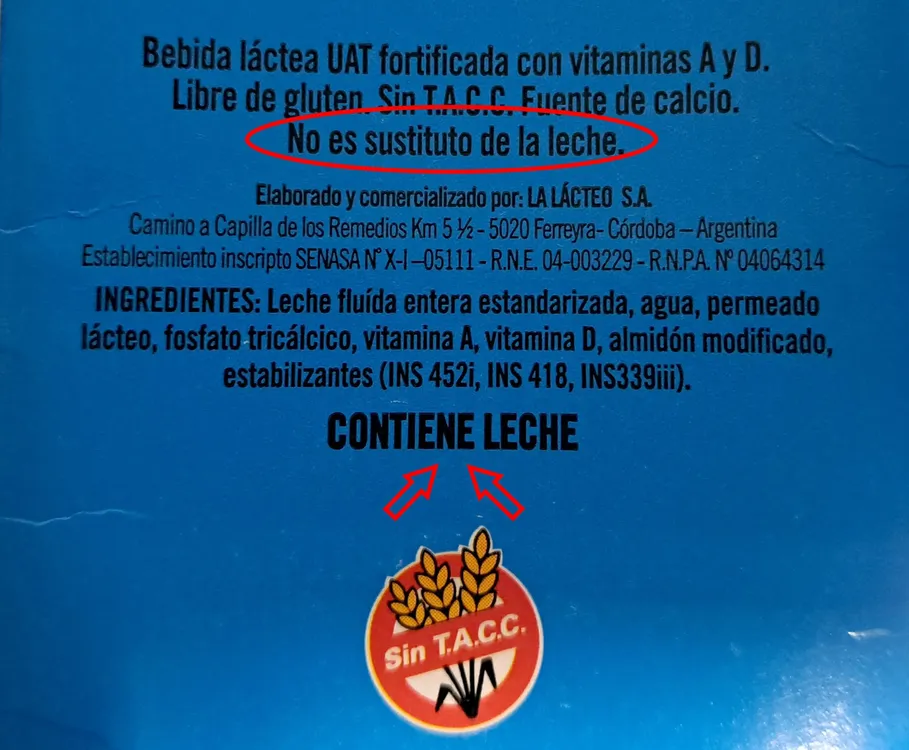 Bebida láctea UAT fortificada con vitaminas A y D.
Libre de gluten. Sin T.A.C.C. Fuente de calcio.
No es sustituto de la leche.
Elaborado y comercializado por: LA LÁCTEO S.A.
Camino a Capilla de los Remedios Km 5 ½ - 5020 Ferreyra- Córdoba – Argentina
Establecimiento inscripto SENASA N° X-I –05111 - R.N.E. 04-003229 - R.N.P.A. Nº 04064314
INGREDIENTES: Leche fluída entera estandarizada, agua, permeado
lácteo, fosfato tricálcico, vitamina A, vitamina D, almidón modificado,
estabilizantes (INS 452i, INS 418, INS339iii).
CONTIENE LECHE
Sin T.A.C.C.